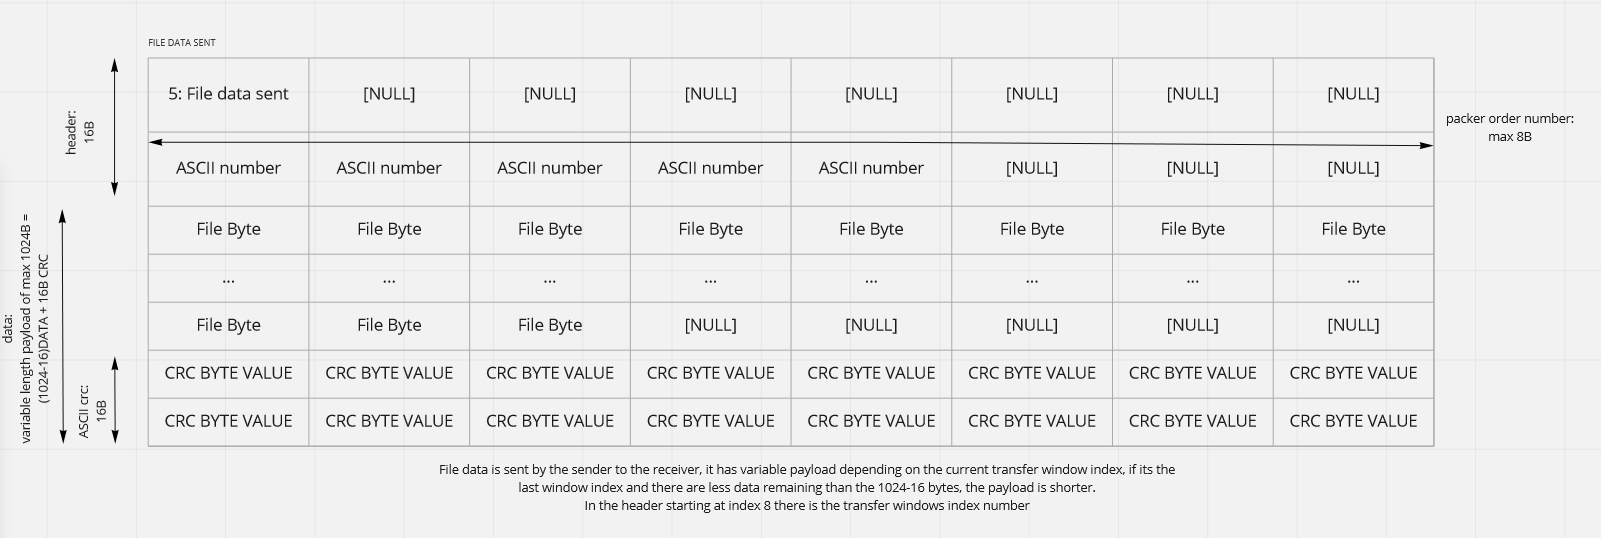 FILE DATA SENT
5: File data sent [NULL] [NULL] [NULL] [NULL] [NULL] [NULL] [NULL]
header:
16B
packer order number:
max 8B
ASCII number ASCII number ASCII number ASCII number ASCII number [NULL] [NULL] [NULL]
File Byte File Byte File Byte File Byte File Byte File Byte File Byte File Byte
... ... ... ... ... ... ... ...
File Byte File Byte File Byte [NULL] [NULL] [NULL] [NULL] [NULL]
data:
variable length payload of max 1024B =
(1024-16)DATA + 16B CRC
ASCII crc:
16B
CRC BYTE VALUE CRC BYTE VALUE CRC BYTE VALUE CRC BYTE VALUE CRC BYTE VALUE CRC BYTE VALUE CRC BYTE VALUE CRC BYTE VALUE
CRC BYTE VALUE CRC BYTE VALUE CRC BYTE VALUE CRC BYTE VALUE CRC BYTE VALUE CRC BYTE VALUE CRC BYTE VALUE CRC BYTE VALUE
File data is sent by the sender to the receiver, it has variable payload depending on the current transfer window index, if its the
last window index and there are less data remaining than the 1024-16 bytes, the payload is shorter.
In the header starting at index 8 there is the transfer windows index number